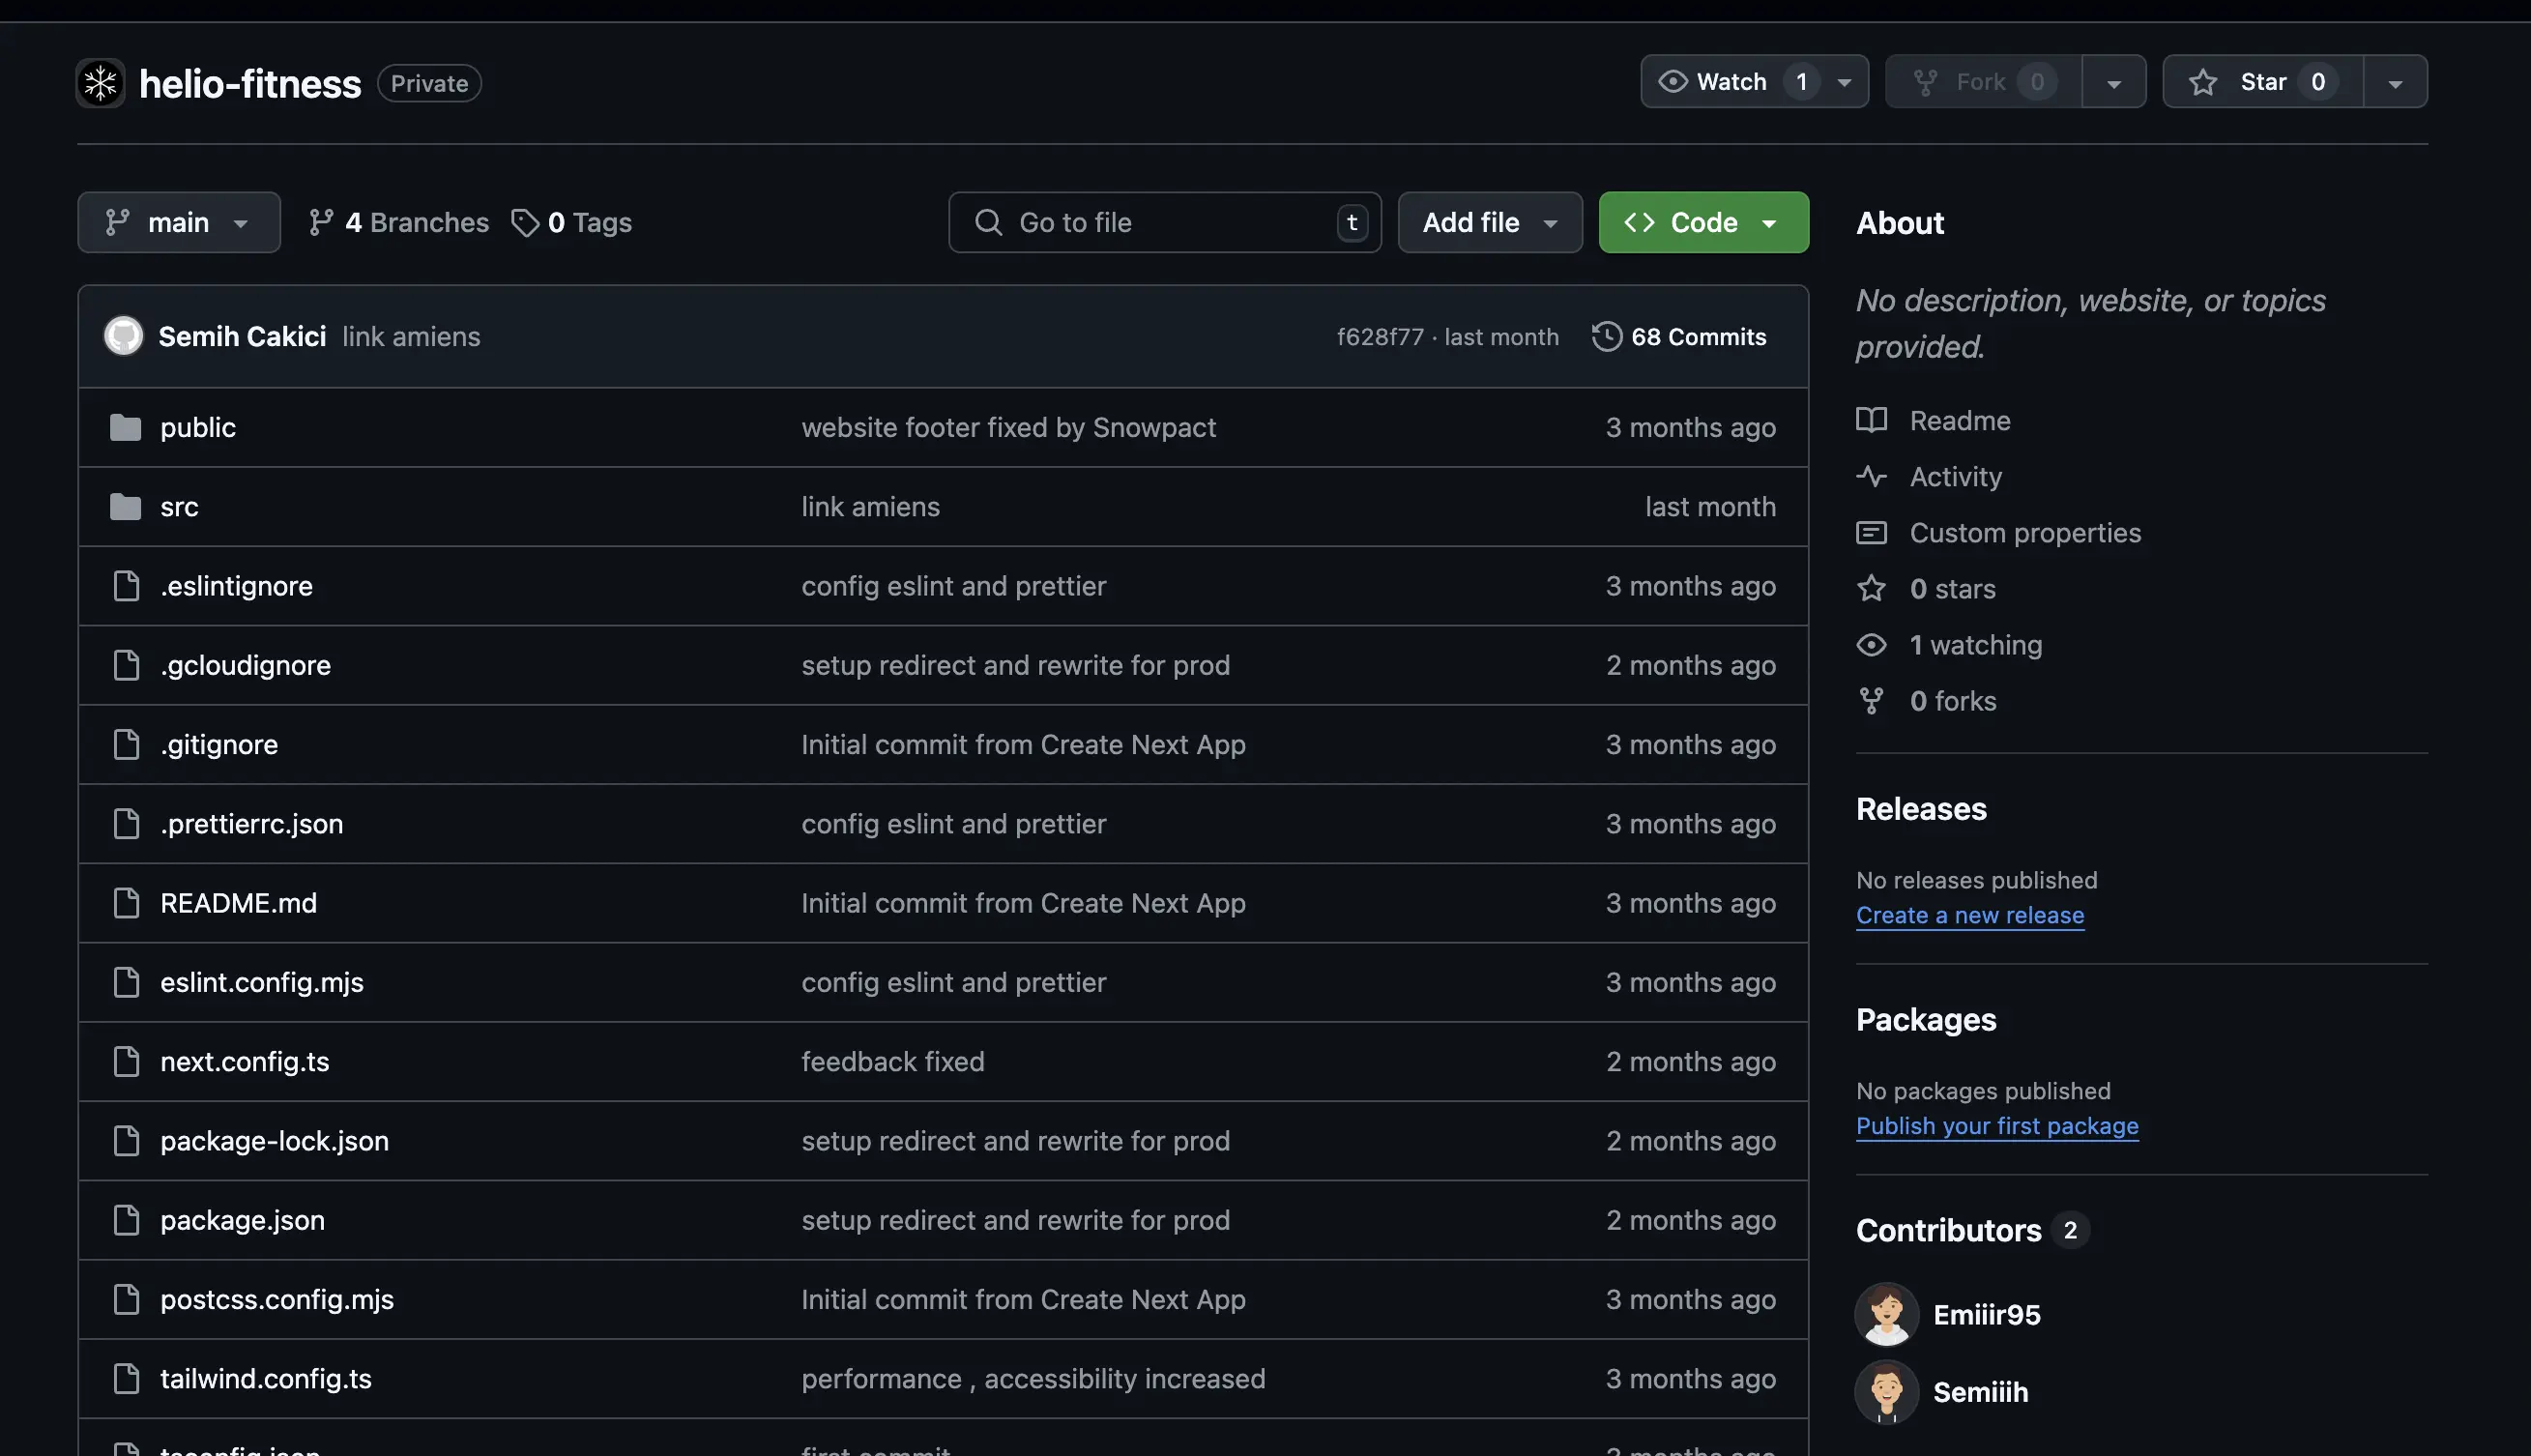 helio-fitness Private
Watch 1
Fork 0
Star 0
main
4 Branches
0 Tags
Go to file t
Add file
Code
Semih Cakici link amiens f628f77 · last month 68 Commits
public website footer fixed by Snowpact 3 months ago
src link amiens last month
.eslintignore config eslint and prettier 3 months ago
.gcloudignore setup redirect and rewrite for prod 2 months ago
.gitignore Initial commit from Create Next App 3 months ago
.prettierrc.json config eslint and prettier 3 months ago
README.md Initial commit from Create Next App 3 months ago
eslint.config.mjs config eslint and prettier 3 months ago
next.config.ts feedback fixed 2 months ago
package-lock.json setup redirect and rewrite for prod 2 months ago
package.json setup redirect and rewrite for prod 2 months ago
postcss.config.mjs Initial commit from Create Next App 3 months ago
tailwind.config.ts performance , accessibility increased 3 months ago
tsconfig.json first commit 3 months ago
About
No description, website, or topics
provided.
Readme
Activity
Custom properties
0 stars
1 watching
0 forks
Releases
No releases published
Create a new release
Packages
No packages published
Publish your first package
Contributors 2
Emiiir95
Semiiih